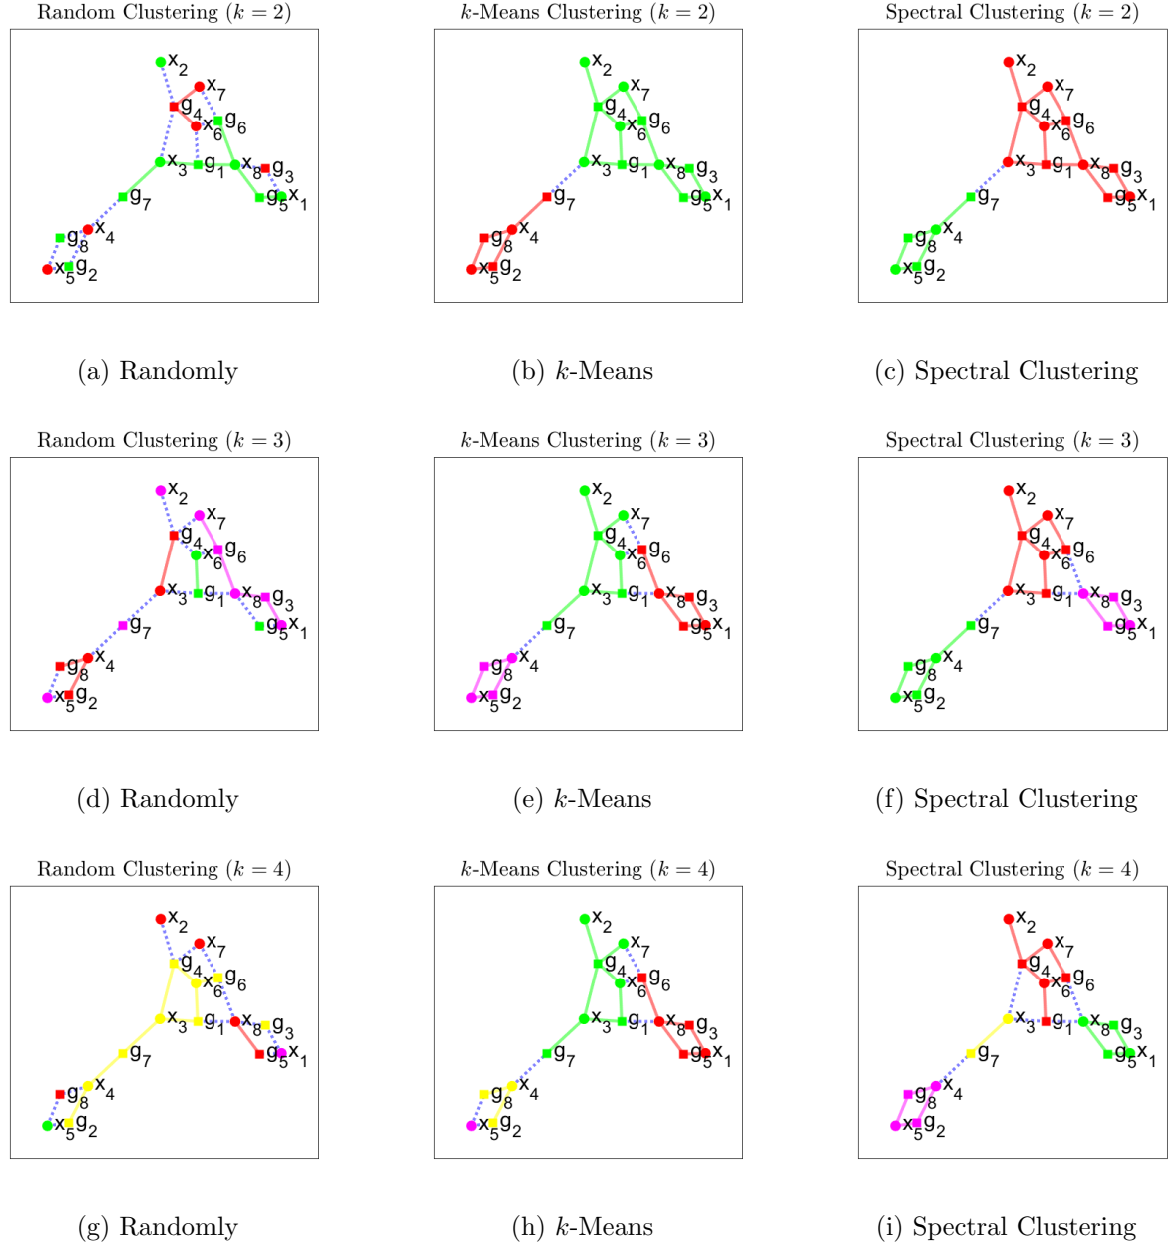 Random Clustering (k = 2)
x2
x7
g4
x6
g6
x3
g1
x8
g3
g7
g5
x1
x4
g8
x5
g2
(a) Randomly
k-Means Clustering (k = 2)
x2
x7
g4
x6
g6
x3
g1
x8
g3
g7
g5
x1
x4
g8
x5
g2
(b) k-Means
Spectral Clustering (k = 2)
x2
x7
g4
x6
g6
x3
g1
x8
g3
g7
g5
x1
x4
g8
x5
g2
(c) Spectral Clustering
Random Clustering (k = 3)
x2
x7
g4
x6
g6
x3
g1
x8
g3
g7
g5
x1
x4
g8
x5
g2
(d) Randomly
k-Means Clustering (k = 3)
x2
x7
g4
x6
g6
x3
g1
x8
g3
g7
g5
x1
x4
g8
x5
g2
(e) k-Means
Spectral Clustering (k = 3)
x2
x7
g4
x6
g6
x3
g1
x8
g3
g7
g5
x1
x4
g8
x5
g2
(f) Spectral Clustering
Random Clustering (k = 4)
x2
x7
g4
x6
g6
x3
g1
x8
g3
g7
g5
x1
x4
g8
x5
g2
(g) Randomly
k-Means Clustering (k = 4)
x2
x7
g4
x6
g6
x3
g1
x8
g3
g7
g5
x1
x4
g8
x5
g2
(h) k-Means
Spectral Clustering (k = 4)
x2
x7
g4
x6
g6
x3
g1
x8
g3
g7
g5
x1
x4
g8
x5
g2
(i) Spectral Clustering